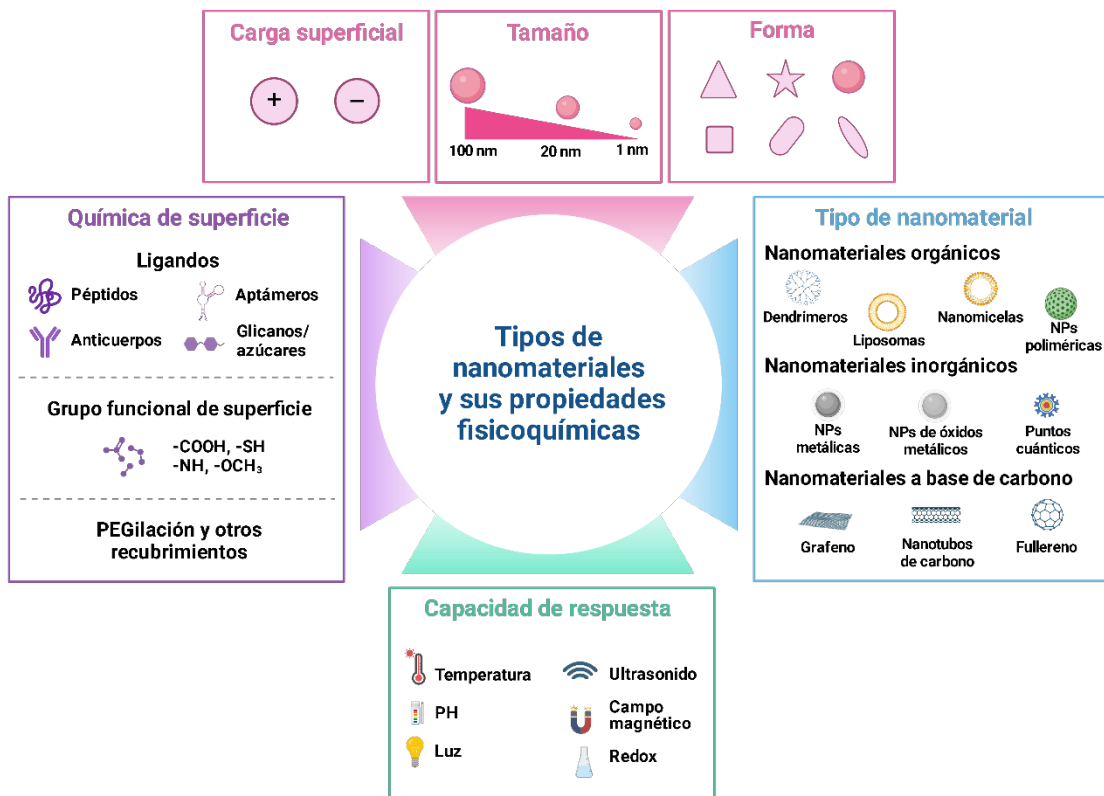 Carga superficial
+
−
Tamaño
100 nm
20 nm
1 nm
Forma
Química de superficie
Ligandos
Péptidos
Aptámeros
Anticuerpos
Glicanos/
azúcares
Grupo funcional de superficie
-COOH, -SH
-NH, -OCH₃
PEGilación y otros
recubrimientos
Tipos de
nanomateriales
y sus propiedades
fisicoquímicas
Tipo de nanomaterial
Nanomateriales orgánicos
Dendrímeros
Liposomas
Nanomicelas
NPs
poliméricas
Nanomateriales inorgánicos
NPs
metálicas
NPs de óxidos
metálicos
Puntos
cuánticos
Nanomateriales a base de carbono
Grafeno
Nanotubos
de carbono
Fullereno
Capacidad de respuesta
Temperatura
Ultrasonido
PH
Campo
magnético
Luz
Redox